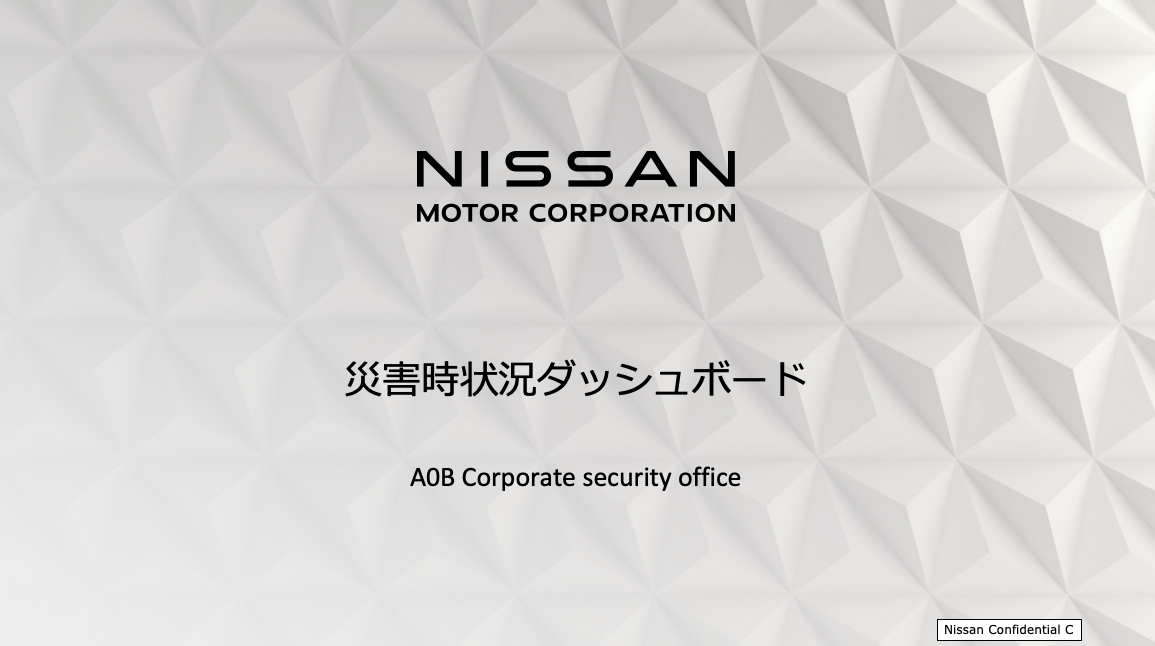 NISSAN
MOTOR CORPORATION
災害時状況ダッシュボード
A0B Corporate security office
Nissan Confidential C